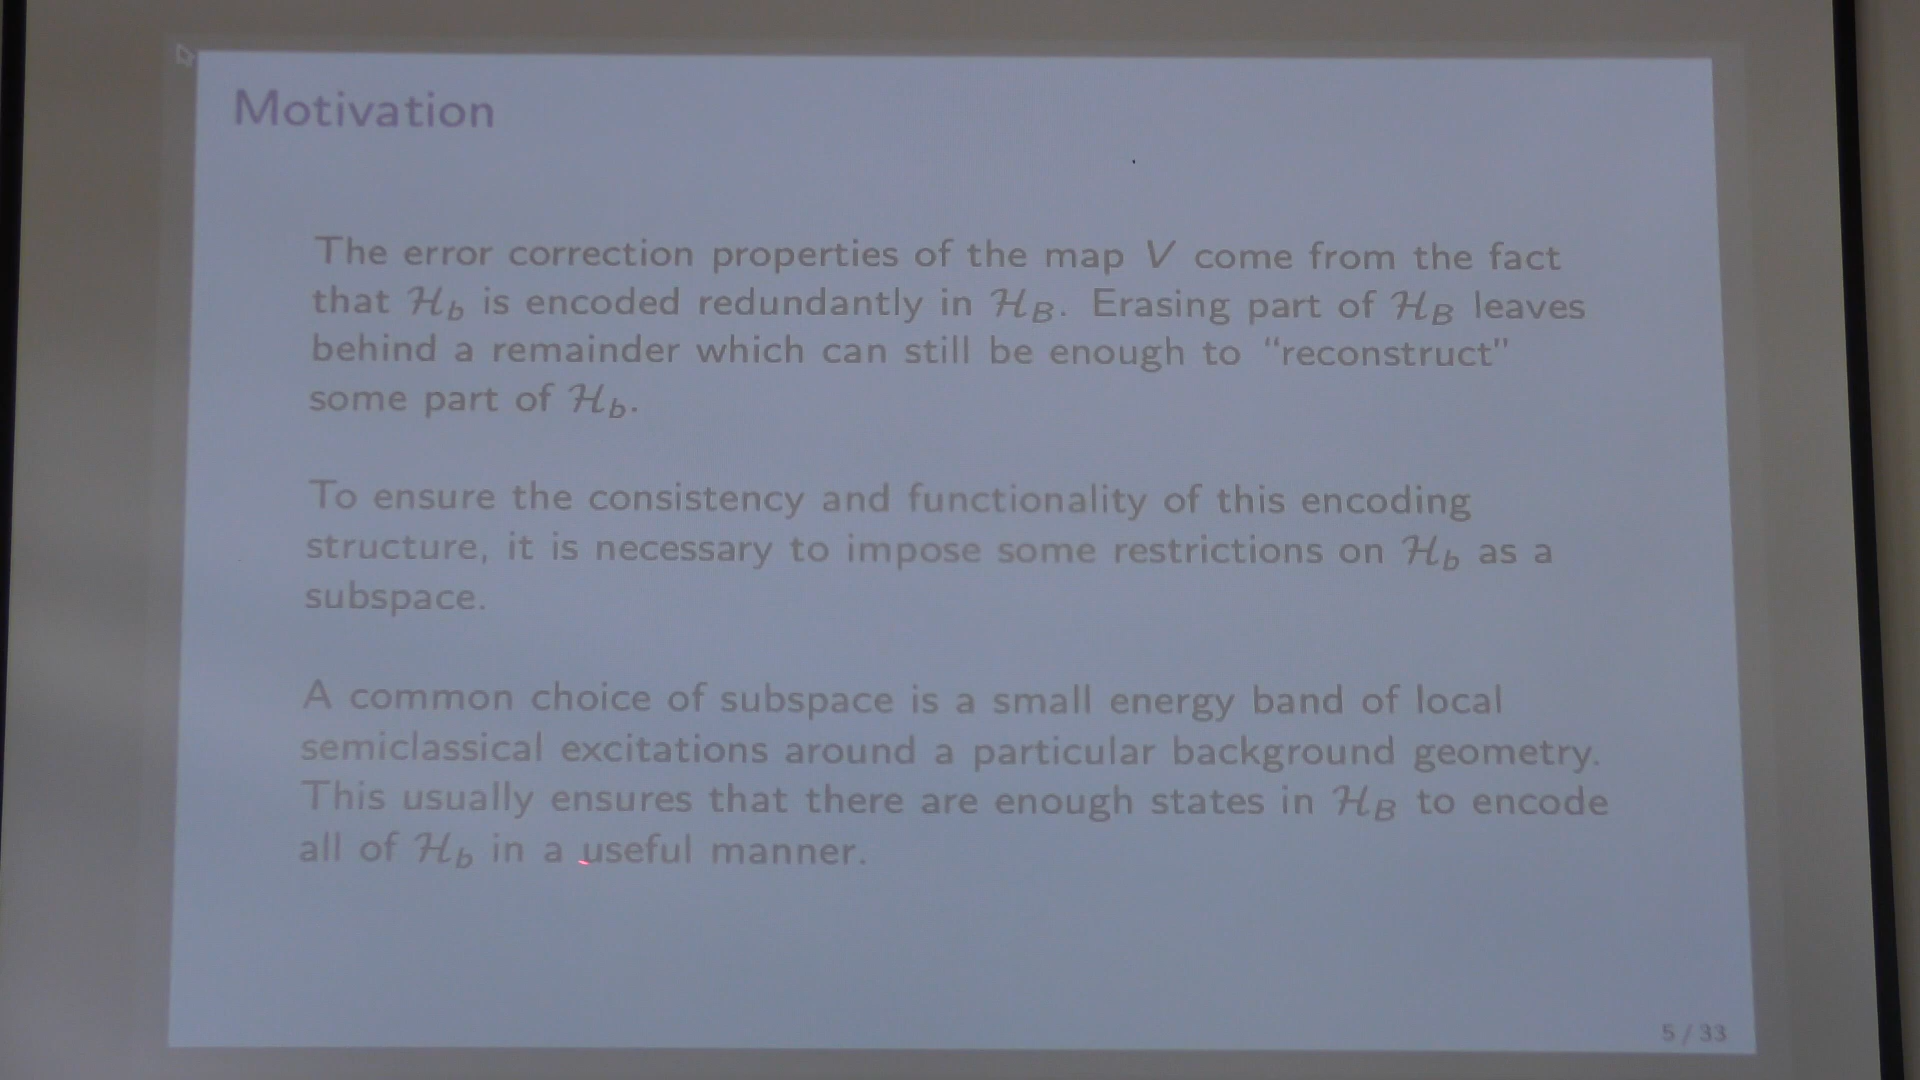 Motivation
The error correction properties of the map V come from the fact
that ℋ_b is encoded redundantly in ℋ_B. Erasing part of ℋ_B leaves
behind a remainder which can still be enough to "reconstruct"
some part of ℋ_b.
To ensure the consistency and functionality of this encoding
structure, it is necessary to impose some restrictions on ℋ_b as a
subspace.
A common choice of subspace is a small energy band of local
semiclassical excitations around a particular background geometry.
This usually ensures that there are enough states in ℋ_B to encode
all of ℋ_b in a useful manner.
5 / 33